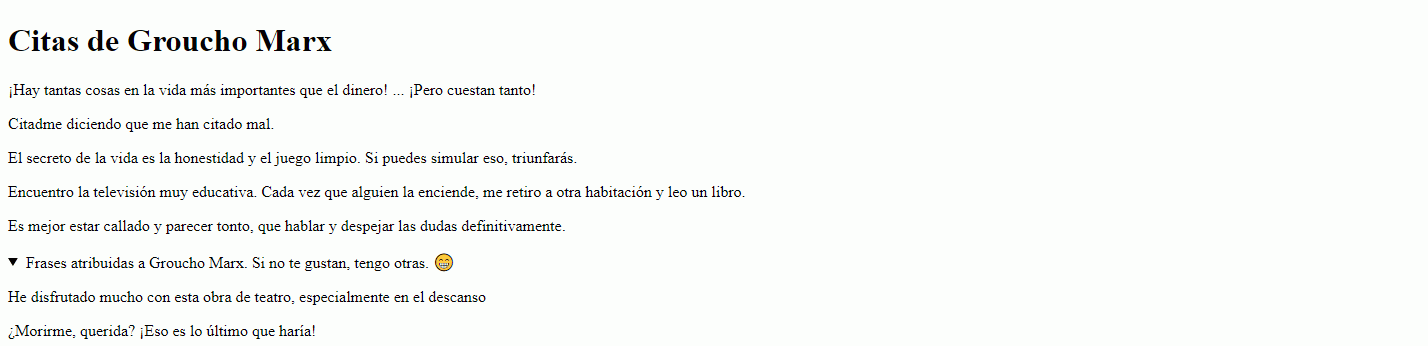 Citas de Groucho Marx
¡Hay tantas cosas en la vida más importantes que el dinero! ... ¡Pero cuestan tanto!
Citadme diciendo que me han citado mal.
El secreto de la vida es la honestidad y el juego limpio. Si puedes simular eso, triunfarás.
Encuentro la televisión muy educativa. Cada vez que alguien la enciende, me retiro a otra habitación y leo un libro.
Es mejor estar callado y parecer tonto, que hablar y despejar las dudas definitivamente.
▼ Frases atribuidas a Groucho Marx. Si no te gustan, tengo otras. 😁
He disfrutado mucho con esta obra de teatro, especialmente en el descanso
¿Morirme, querida? ¡Eso es lo último que haría!